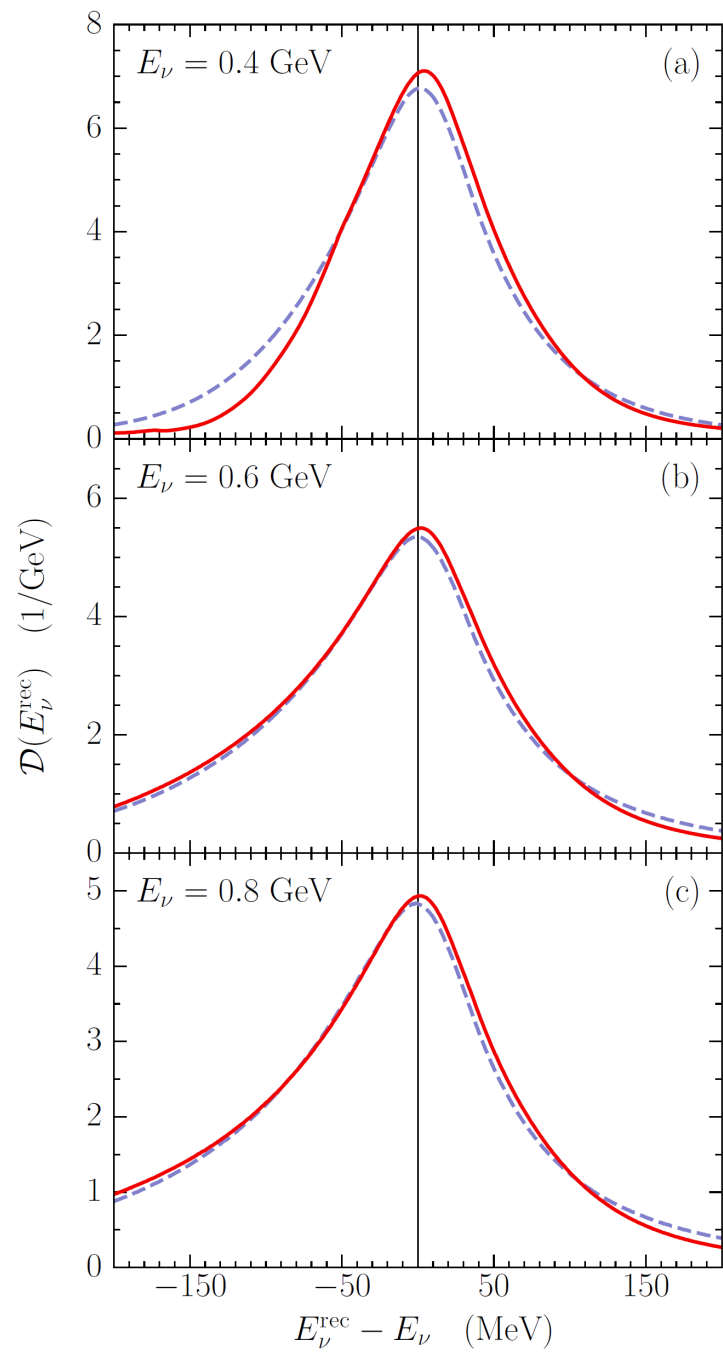 8
E_ν = 0.4 GeV (a)
6
4
2
0
E_ν = 0.6 GeV (b)
6
4
2
0
E_ν = 0.8 GeV (c)
5
4
3
2
1
0
−150 −50 50 150
E_ν^rec − E_ν (MeV)
𝒟(E_ν^rec) (1/GeV)